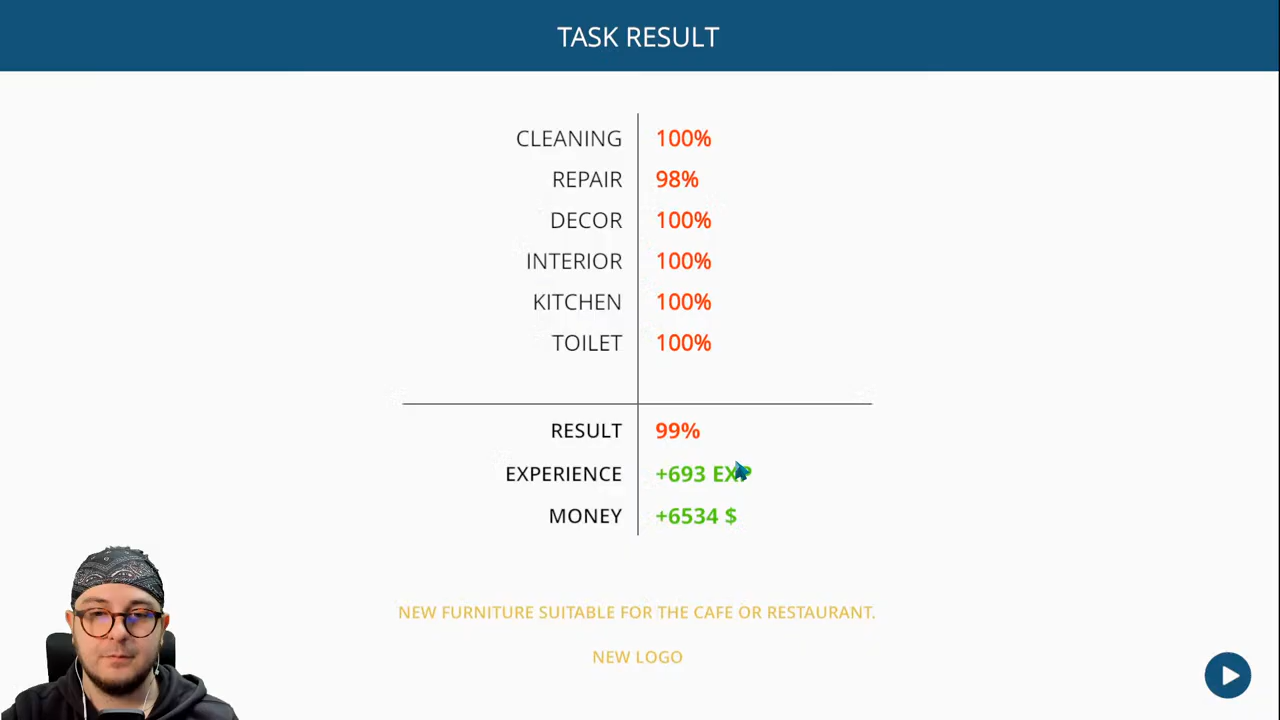 TASK RESULT
CLEANING 100%
REPAIR 98%
DECOR 100%
INTERIOR 100%
KITCHEN 100%
TOILET 100%
RESULT 99%
EXPERIENCE +693 EXP
MONEY +6534 $
NEW FURNITURE SUITABLE FOR THE CAFE OR RESTAURANT.
NEW LOGO